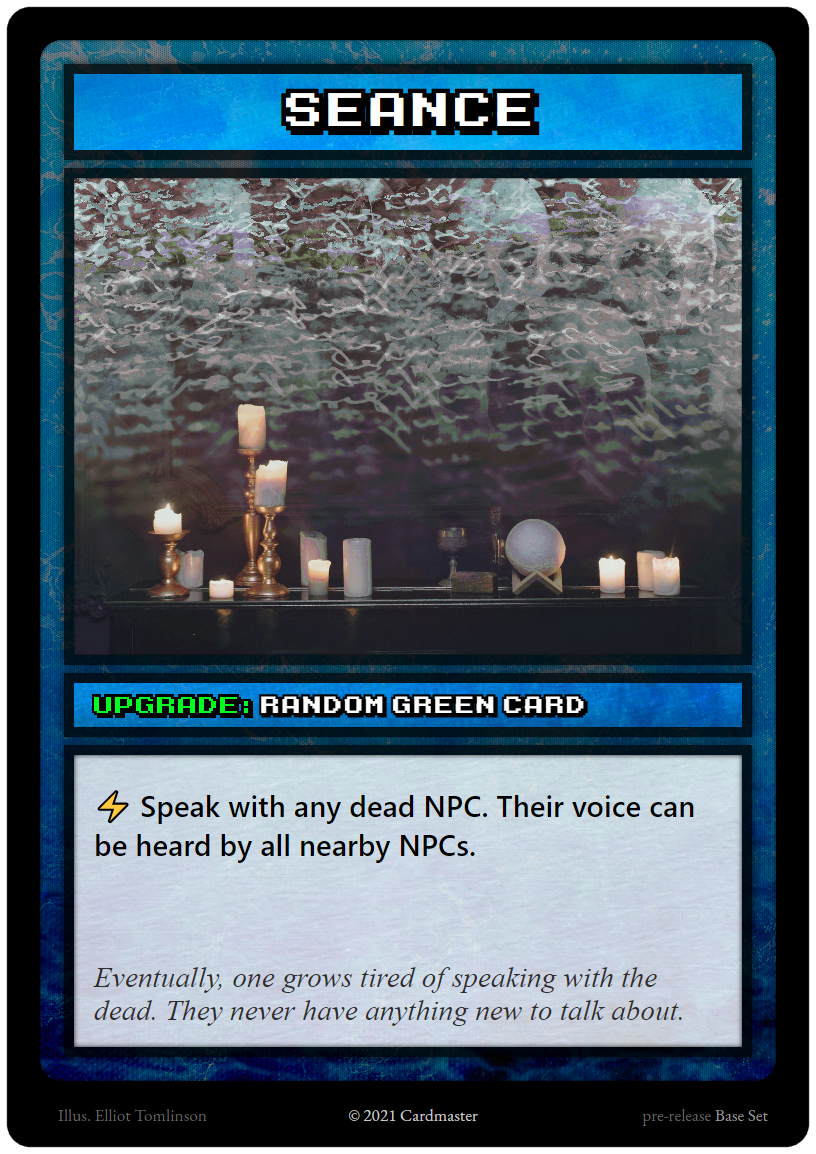 SEANCE
UPGRADE: RANDOM GREEN CARD
⚡ Speak with any dead NPC. Their voice can
be heard by all nearby NPCs.
Eventually, one grows tired of speaking with the
dead. They never have anything new to talk about.
Illus. Elliot Tomlinson
© 2021 Cardmaster
pre-release Base Set